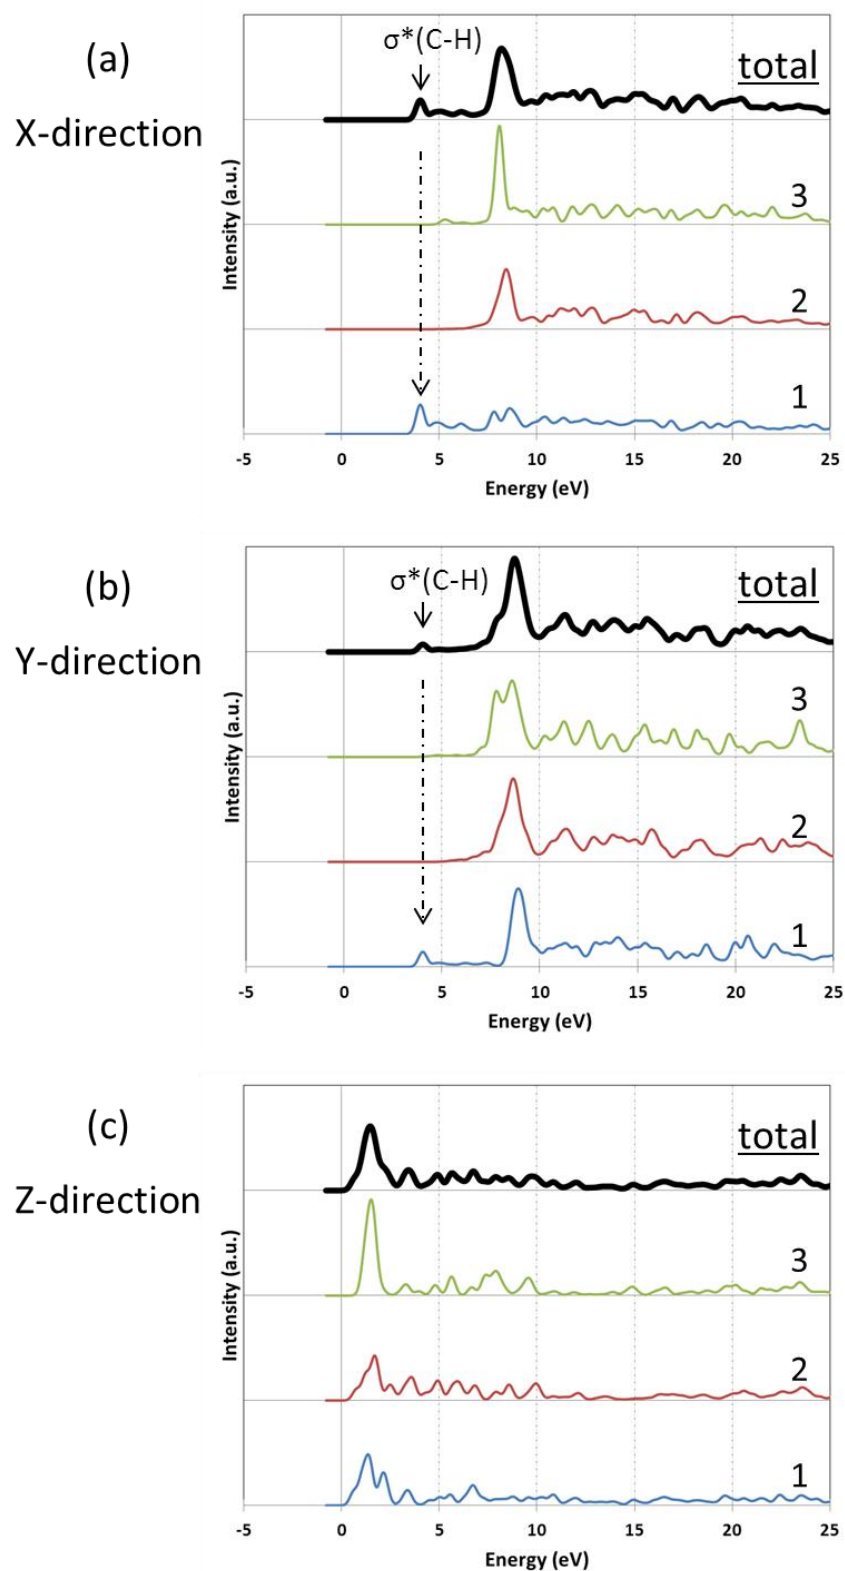 (a)
X-direction
σ*(C-H)
total
3
2
1
Intensity (a.u.)
-5 0 5 10 15 20 25
Energy (eV)
(b)
Y-direction
σ*(C-H)
total
3
2
1
Intensity (a.u.)
-5 0 5 10 15 20 25
Energy (eV)
(c)
Z-direction
total
3
2
1
Intensity (a.u.)
-5 0 5 10 15 20 25
Energy (eV)